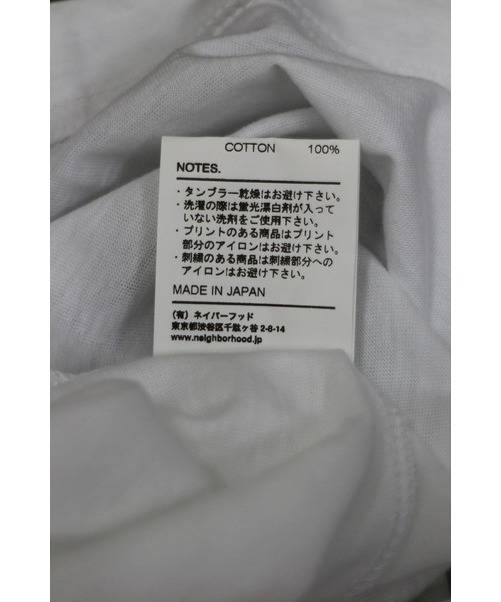 COTTON 100%
NOTES.
・タンブラー乾燥はお避け下さい。
・洗濯の際は蛍光漂白剤が入って
いない洗剤をご使用下さい。
・プリントのある商品はプリント
部分のアイロンはお避け下さい。
・刺繍のある商品は刺繍部分への
アイロンはお避け下さい。
MADE IN JAPAN
(有) ネイバーフッド
東京都渋谷区千駄ヶ谷 2-8-14
www.neighborhood.jp